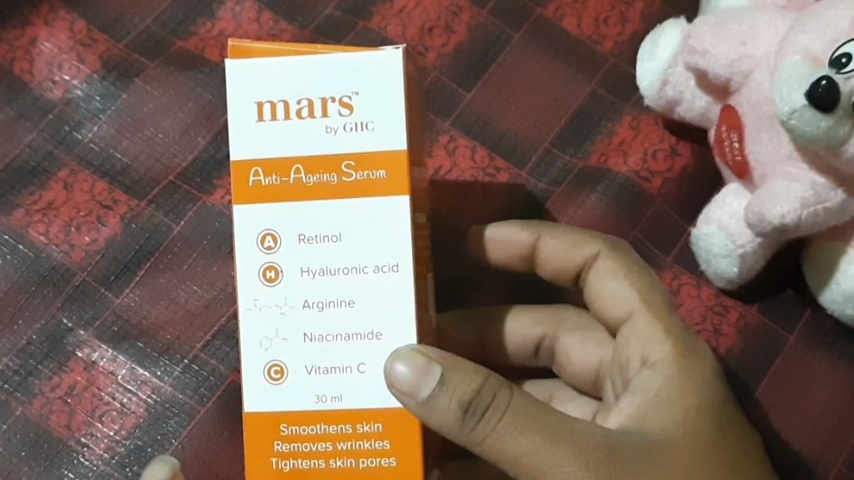 mars™
by GHC
Anti-Ageing Serum
A Retinol
H Hyaluronic acid
Arginine
Niacinamide
C Vitamin C
30 ml
Smoothens skin
Removes wrinkles
Tightens skin pores